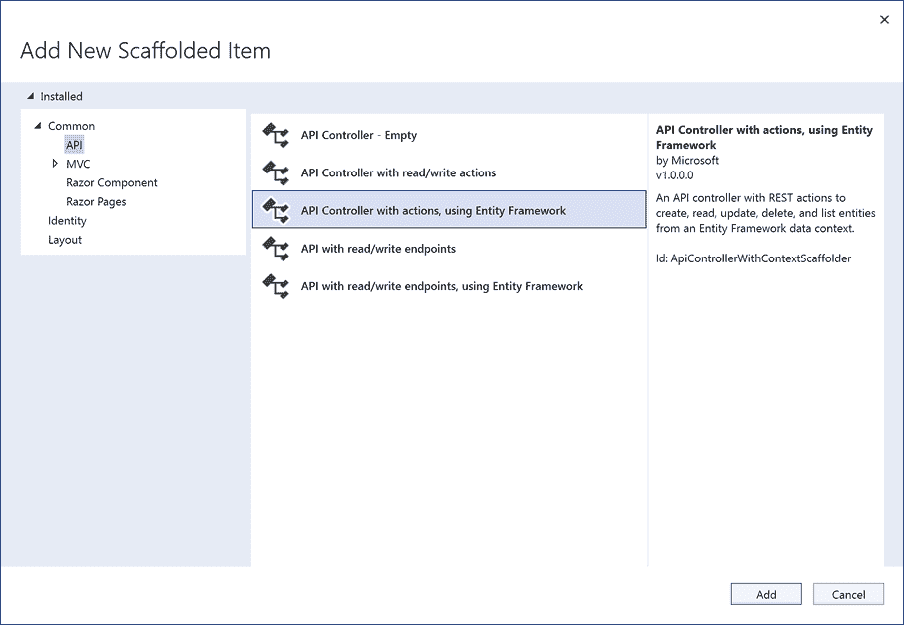 Add New Scaffolded Item
Installed
Common
API
MVC
Razor Component
Razor Pages
Identity
Layout
API Controller - Empty
API Controller with read/write actions
API Controller with actions, using Entity Framework
API with read/write endpoints
API with read/write endpoints, using Entity Framework
API Controller with actions, using Entity
Framework
by Microsoft
v1.0.0.0
An API controller with REST actions to
create, read, update, delete, and list entities
from an Entity Framework data context.
Id: ApiControllerWithContextScaffolder
Add
Cancel